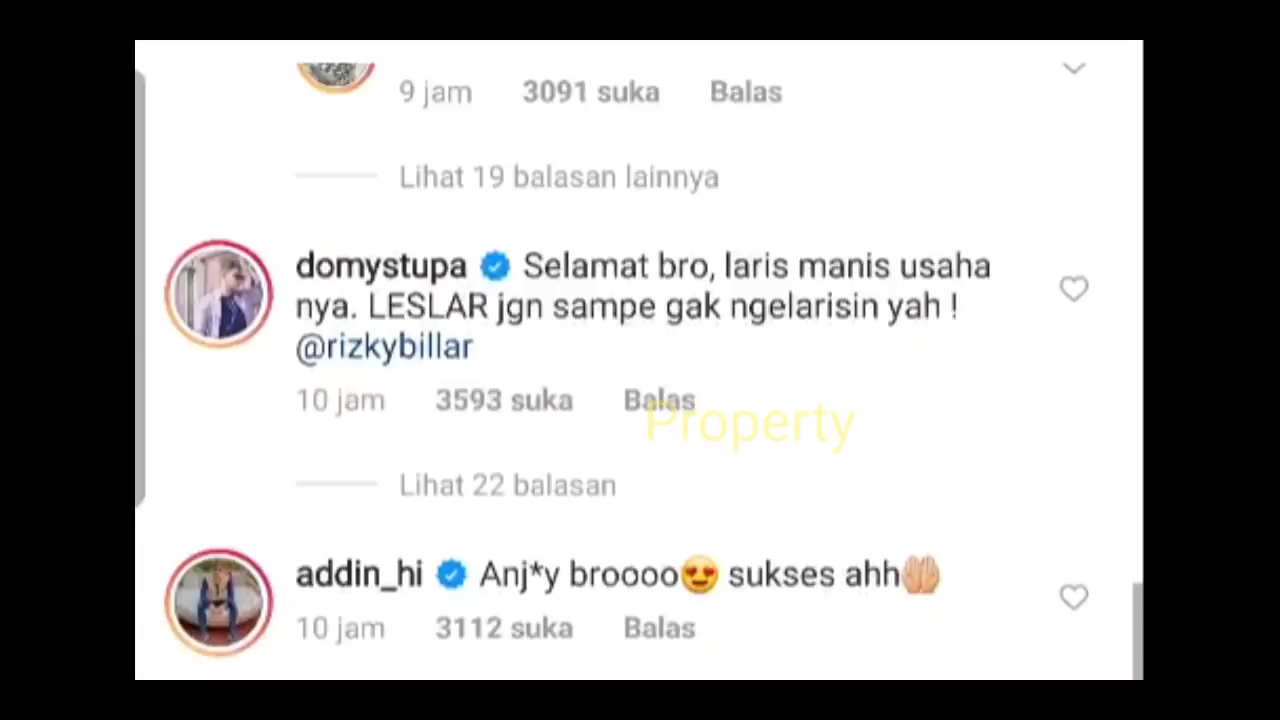 9 jam 3091 suka Balas
Lihat 19 balasan lainnya
domystupa Selamat bro, laris manis usaha
nya. LESLAR jgn sampe gak ngelarisin yah !
@rizkybillar
10 jam 3593 suka Balas
Property
Lihat 22 balasan
addin_hi Anj*y broooo😍 sukses ahh🤲🏻
10 jam 3112 suka Balas